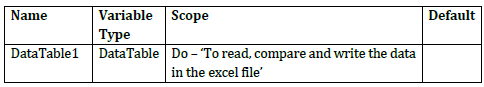 Name Variable Type Scope Default
DataTable1 DataTable Do – ‘To read, compare and write the data
in the excel file’